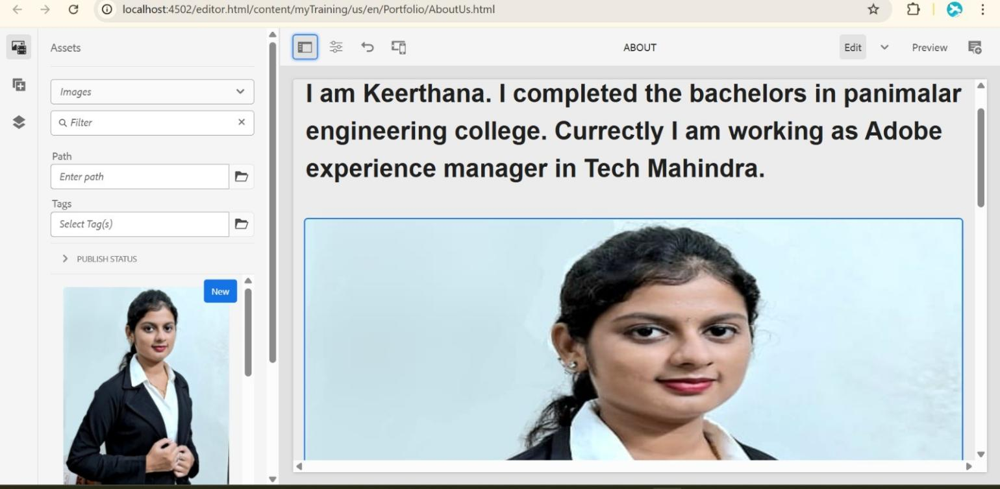 localhost:4502/editor.html/content/myTraining/us/en/Portfolio/AboutUs.html
Assets
ABOUT
Edit
Preview
Images
Filter
Path
Enter path
Tags
Select Tag(s)
PUBLISH STATUS
New
I am Keerthana. I completed the bachelors in panimalar
engineering college. Currectly I am working as Adobe
experience manager in Tech Mahindra.